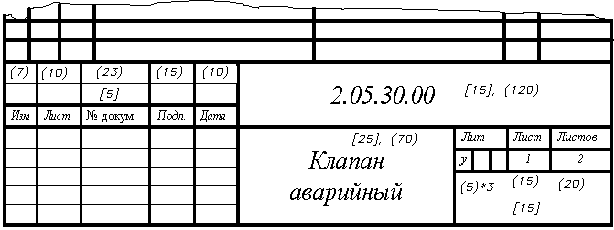 (7) (10) (23) (15) (10)
[5]
2.05.30.00 [15], (120)
Изм Лист № докум. Подп. Дата
[25], (70)
Клапан
аварийный
Лит Лист Листов
у 1 2
(5)*3 (15) (20)
[15]